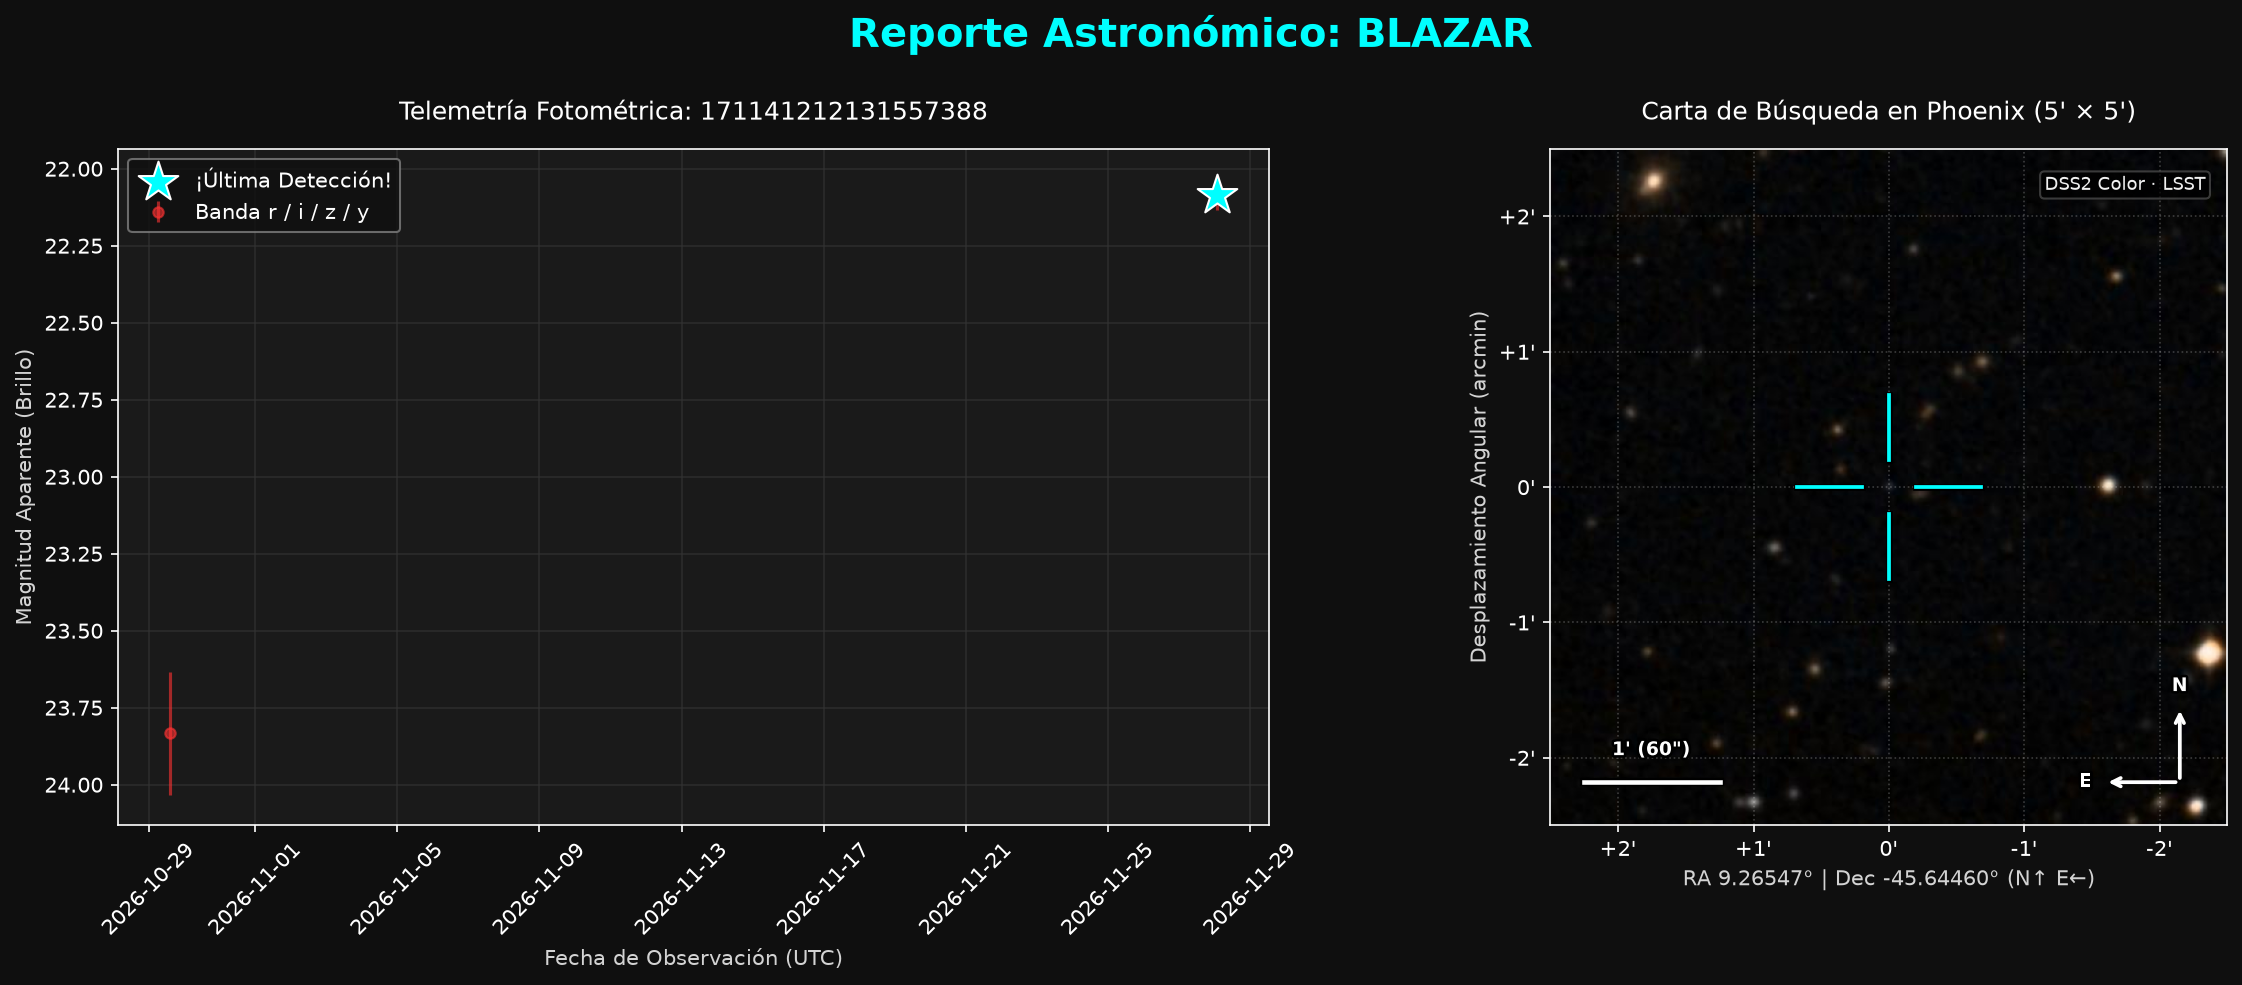 Reporte Astronómico: BLAZAR
Telemetría Fotométrica: 171141212131557388
¡Última Detección!
Banda r / i / z / y
Magnitud Aparente (Brillo)
22.00
22.25
22.50
22.75
23.00
23.25
23.50
23.75
24.00
2026-10-29
2026-11-01
2026-11-05
2026-11-09
2026-11-13
2026-11-17
2026-11-21
2026-11-25
2026-11-29
Fecha de Observación (UTC)
Carta de Búsqueda en Phoenix (5' × 5')
DSS2 Color · LSST
Desplazamiento Angular (arcmin)
+2'
+1'
0'
-1'
-2'
N
E
1' (60")
+2'
+1'
0'
-1'
-2'
RA 9.26547° | Dec -45.64460° (N↑ E←)